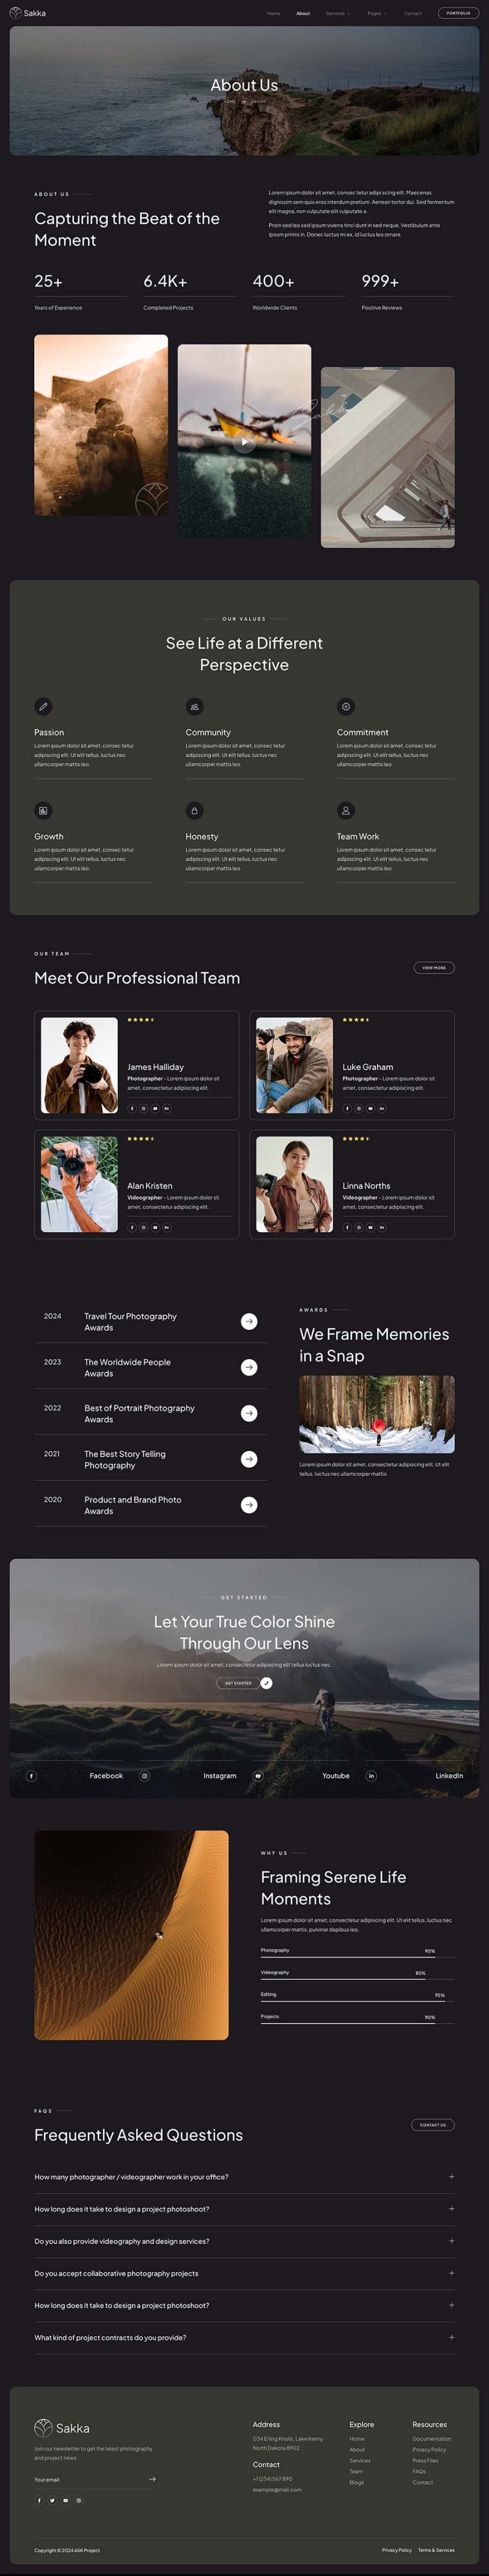 Sakka
Home
About
Services
Pages
Contact
PORTFOLIO
About Us
HOME
ABOUT
ABOUT US
Capturing the Beat of the
Moment
Lorem ipsum dolor sit amet, consec tetur adipi scing elit. Maecenas
dignissim sem quis eros interdum pretium. Aenean tortor dui. Sed fermentum
elit magna, non vulputate elit vulputate a.
Proin sed leo sed ipsum viverra tinci dunt in sed neque. Vestibulum ante
ipsum primis in. Donec luctus mi ex, id luctus leo ornare.
25+
Years of Experience
6.4K+
Completed Projects
400+
Worldwide Clients
999+
Positive Reviews
Sakka
OUR VALUES
See Life at a Different
Perspective
Passion
Lorem ipsum dolor sit amet, consec tetur
adipiscing elit. Ut elit tellus, luctus nec
ullamcorper mattis leo.
Community
Lorem ipsum dolor sit amet, consec tetur
adipiscing elit. Ut elit tellus, luctus nec
ullamcorper mattis leo.
Commitment
Lorem ipsum dolor sit amet, consec tetur
adipiscing elit. Ut elit tellus, luctus nec
ullamcorper mattis leo.
Growth
Lorem ipsum dolor sit amet, consec tetur
adipiscing elit. Ut elit tellus, luctus nec
ullamcorper mattis leo.
Honesty
Lorem ipsum dolor sit amet, consec tetur
adipiscing elit. Ut elit tellus, luctus nec
ullamcorper mattis leo.
Team Work
Lorem ipsum dolor sit amet, consec tetur
adipiscing elit. Ut elit tellus, luctus nec
ullamcorper mattis leo.
OUR TEAM
Meet Our Professional Team
VIEW MORE
James Halliday
Photographer – Lorem ipsum dolor sit
amet, consectetur adipiscing elit.
Luke Graham
Photographer – Lorem ipsum dolor sit
amet, consectetur adipiscing elit.
Alan Kristen
Videographer – Lorem ipsum dolor sit
amet, consectetur adipiscing elit.
Linna Norths
Videographer – Lorem ipsum dolor sit
amet, consectetur adipiscing elit.
2024
Travel Tour Photography
Awards
2023
The Worldwide People
Awards
2022
Best of Portrait Photography
Awards
2021
The Best Story Telling
Photography
2020
Product and Brand Photo
Awards
AWARDS
We Frame Memories
in a Snap
Lorem ipsum dolor sit amet, consectetur adipiscing elit. Ut elit
tellus, luctus nec ullamcorper mattis.
GET STARTED
Let Your True Color Shine
Through Our Lens
Lorem ipsum dolor sit amet, consectetur adipiscing elit tellus luctus nec.
GET STARTED
Facebook
Instagram
Youtube
LinkedIn
WHY US
Framing Serene Life
Moments
Lorem ipsum dolor sit amet, consectetur adipiscing elit. Ut elit tellus, luctus nec
ullamcorper mattis, pulvinar dapibus leo.
Photography
90%
Videography
85%
Editing
95%
Projects
90%
FAQS
Frequently Asked Questions
CONTACT US
How many photographer / videographer work in your office?
How long does it take to design a project photoshoot?
Do you also provide videography and design services?
Do you accept collaborative photography projects
How long does it take to design a project photoshoot?
What kind of project contracts do you provide?
Sakka
Join our newsletter to get the latest photography
and project news
Your email
Address
034 Erling Knolls, Lake Kenny
North Dakota 8902
Contact
+1 (234) 567 890
example@mail.com
Explore
Home
About
Services
Team
Blogs
Resources
Documentation
Privacy Policy
Press Files
FAQs
Contact
Copyright © 2024 ASK Project
Privacy Policy
Terms & Services